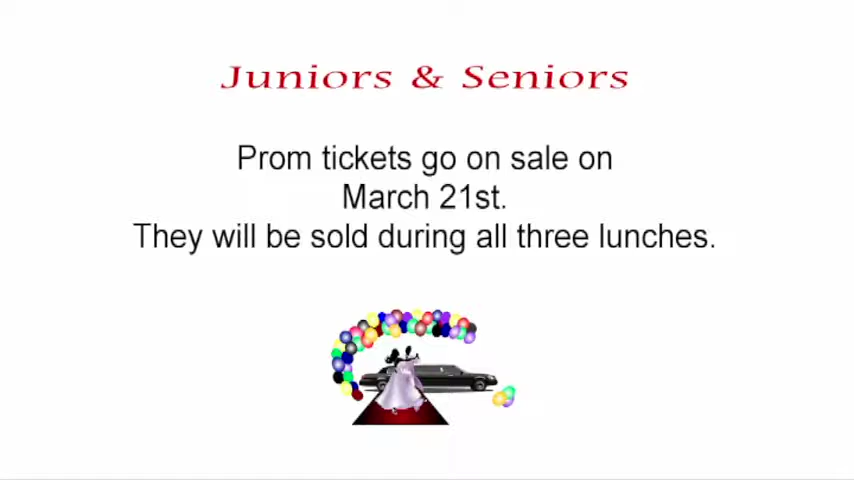 Juniors & Seniors
Prom tickets go on sale on
March 21st.
They will be sold during all three lunches.